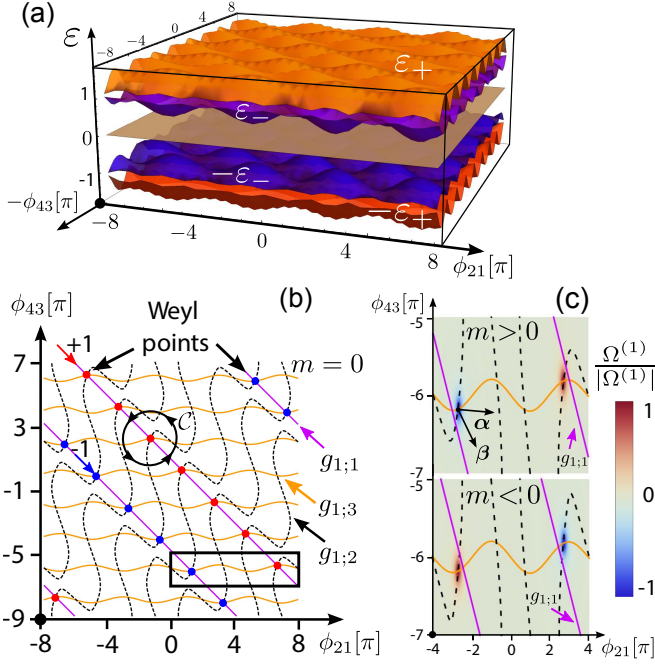 (a)
ε
-8 -4 0 4 8
1
0
-1
ε₊
ε₋
-ε₋
-ε₊
-ϕ₄₃[π]
-8 0 4 8
ϕ₂₁[π]
(b)
ϕ₄₃[π]
Weyl
points
m = 0
+1
-1
C
g₁;₁
g₁;₃
g₁;₂
7
3
-1
-5
-9
-8 -4 0 4 8
ϕ₂₁[π]
(c)
ϕ₄₃[π]
-5
-6
-7
m > 0
α
β
g₁;₁
-5
-6
-7
m < 0
g₁;₁
-4 -2 0 2 4
ϕ₂₁[π]
Ω⁽¹⁾
|Ω⁽¹⁾|
1
0
-1